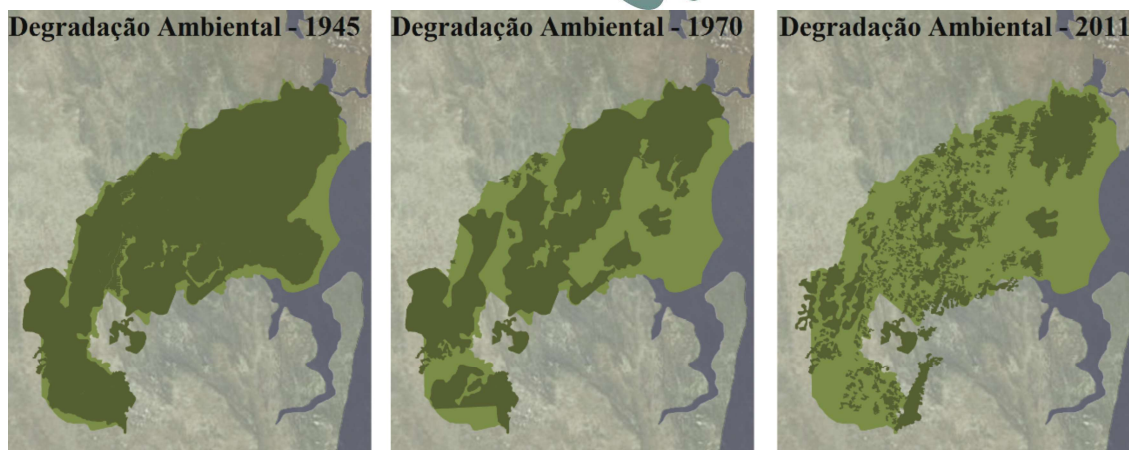 Degradação Ambiental - 1945
Degradação Ambiental - 1970
Degradação Ambiental - 2011